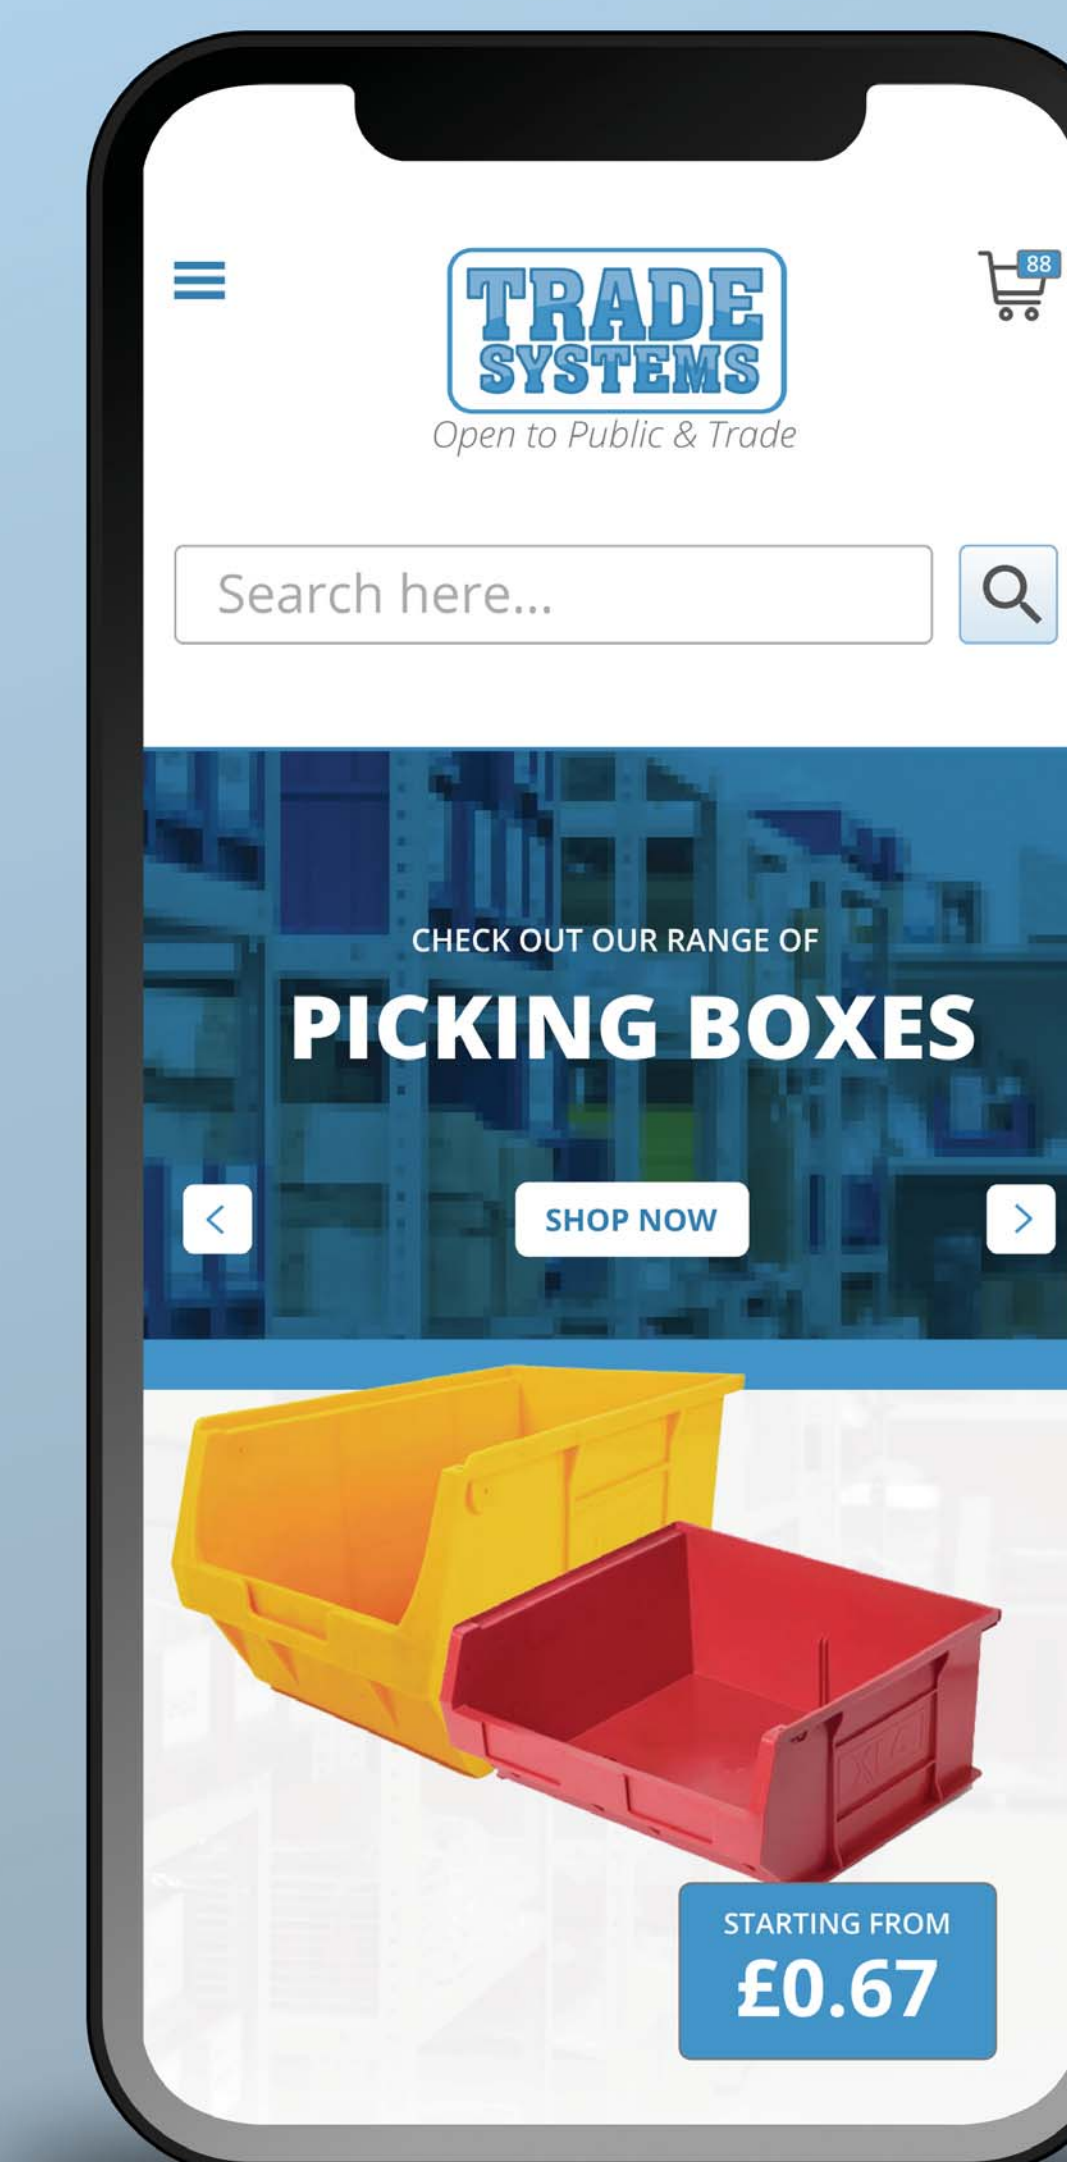 88
TRADE
SYSTEMS
Open to Public & Trade
Search here...
CHECK OUT OUR RANGE OF
PICKING BOXES
SHOP NOW
XL4
STARTING FROM
£0.67